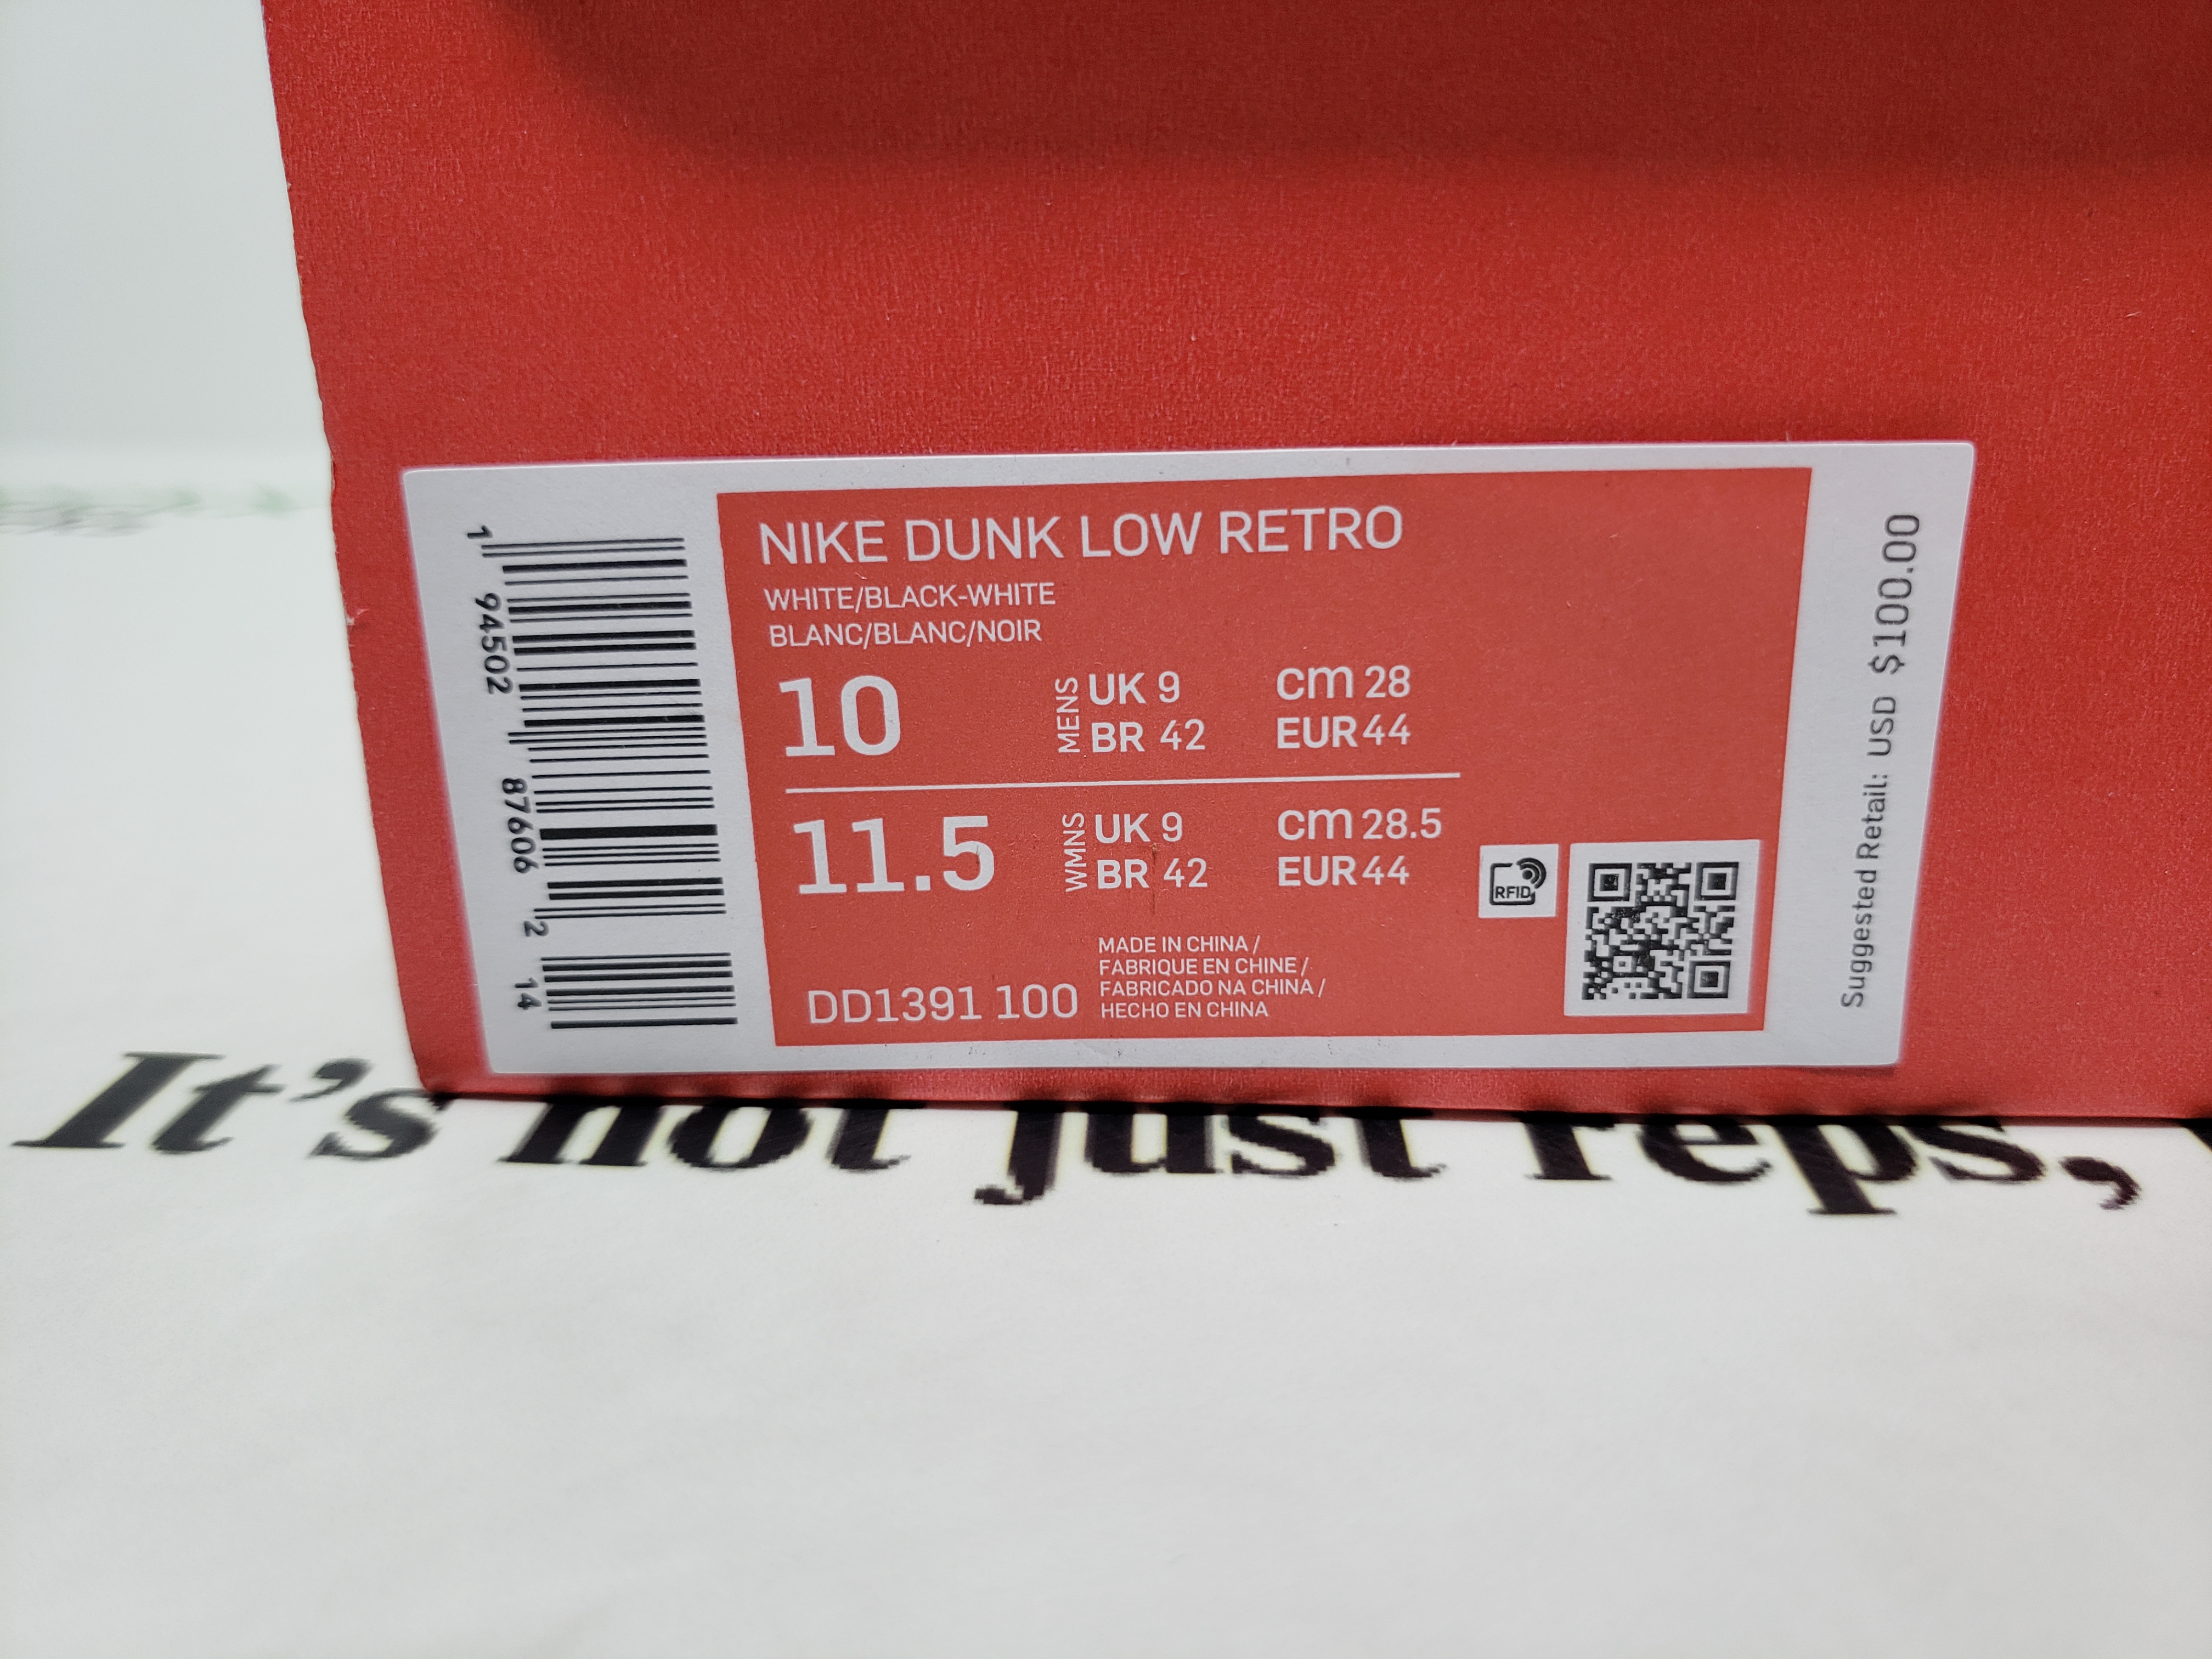 NIKE DUNK LOW RETRO
WHITE/BLACK-WHITE
BLANC/BLANC/NOIR
10 MENS UK 9 cm 28
BR 42 EUR 44
11.5 WMNS UK 9 cm 28.5
BR 42 EUR 44
DD1391 100
MADE IN CHINA /
FABRIQUE EN CHINE /
FABRICADO NA CHINA /
HECHO EN CHINA
RFID
1 94502 87606 2 14
Suggested Retail: USD $100.00
It's not just reps,